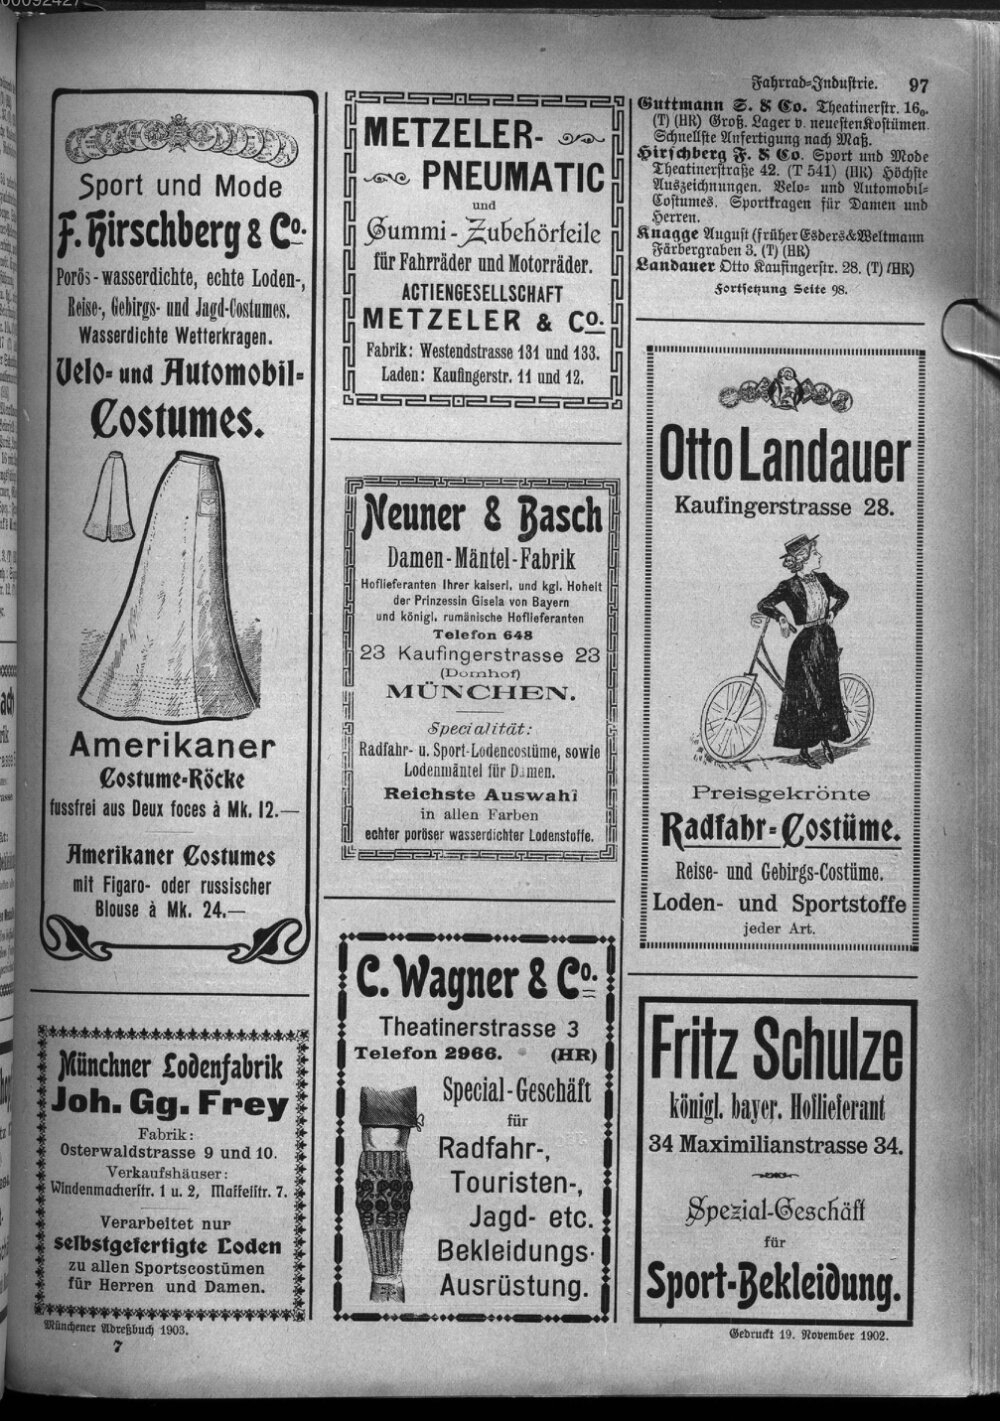 00092427
Fahrrad-Industrie. 97
Sport und Mode
F. Hirschberg & Co.
Porös-wasserdichte, echte Loden-,
Reise-, Gebirgs- und Jagd-Costumes.
Wasserdichte Wetterkragen.
Velo- und Automobil-
Costumes.
Amerikaner
Costume-Röcke
fussfrei aus Deux foces à Mk. 12.—
Amerikaner Costumes
mit Figaro- oder russischer
Blouse à Mk. 24.—
Münchner Lodenfabrik
Joh. Gg. Frey
Fabrik:
Osterwaldstrasse 9 und 10.
Verkaufshäuser:
Windenmacherstr. 1 u. 2, Maffeistr. 7.
Verarbeitet nur
selbstgefertigte Loden
zu allen Sportscostümen
für Herren und Damen.
METZELER-
PNEUMATIC
und
Gummi-Zubehörteile
für Fahrräder und Motorräder.
ACTIENGESELLSCHAFT
METZELER & Co.
Fabrik: Westendstrasse 131 und 133.
Laden: Kaufingerstr. 11 und 12.
Neuner & Basch
Damen-Mäntel-Fabrik
Hoflieferanten Ihrer kaiserl. und kgl. Hoheit
der Prinzessin Gisela von Bayern
und königl. rumänische Hoflieferanten
Telefon 648
23 Kaufingerstrasse 23
(Domhof)
MÜNCHEN.
Specialität:
Radfahr- u. Sport-Lodencostüme, sowie
Lodenmäntel für Damen.
Reichste Auswahl
in allen Farben
echter poröser wasserdichter Lodenstoffe.
C. Wagner & Co.
Theatinerstrasse 3
Telefon 2966. (HR)
Special-Geschäft
für
Radfahr-,
Touristen-,
Jagd- etc.
Bekleidungs-
Ausrüstung.
Guttmann S. & Co. Theatinerstr. 16o.
(T) (HR) Groß. Lager v. neuesten Kostümen.
Schnellste Anfertigung nach Maß.
Hirschberg F. & Co. Sport und Mode
Theatinerstraße 42. (T 541) (HR) Höchste
Auszeichnungen. Velo- und Automobil-
Costumes. Sportkragen für Damen und
Herren.
Knagge August (früher Esders & Weltmann
Färbergraben 3. (T) (HR)
Landauer Otto Kaufingerstr. 28. (T) (HR)
Fortsetzung Seite 98.
Otto Landauer
Kaufingerstrasse 28.
Preisgekrönte
Radfahr-Costüme.
Reise- und Gebirgs-Costüme.
Loden- und Sportstoffe
jeder Art.
Fritz Schulze
königl. bayer. Hoflieferant
34 Maximilianstrasse 34.
Spezial-Geschäft
für
Sport-Bekleidung.
Münchener Adreßbuch 1903.
7
Gedruckt 19. November 1902.